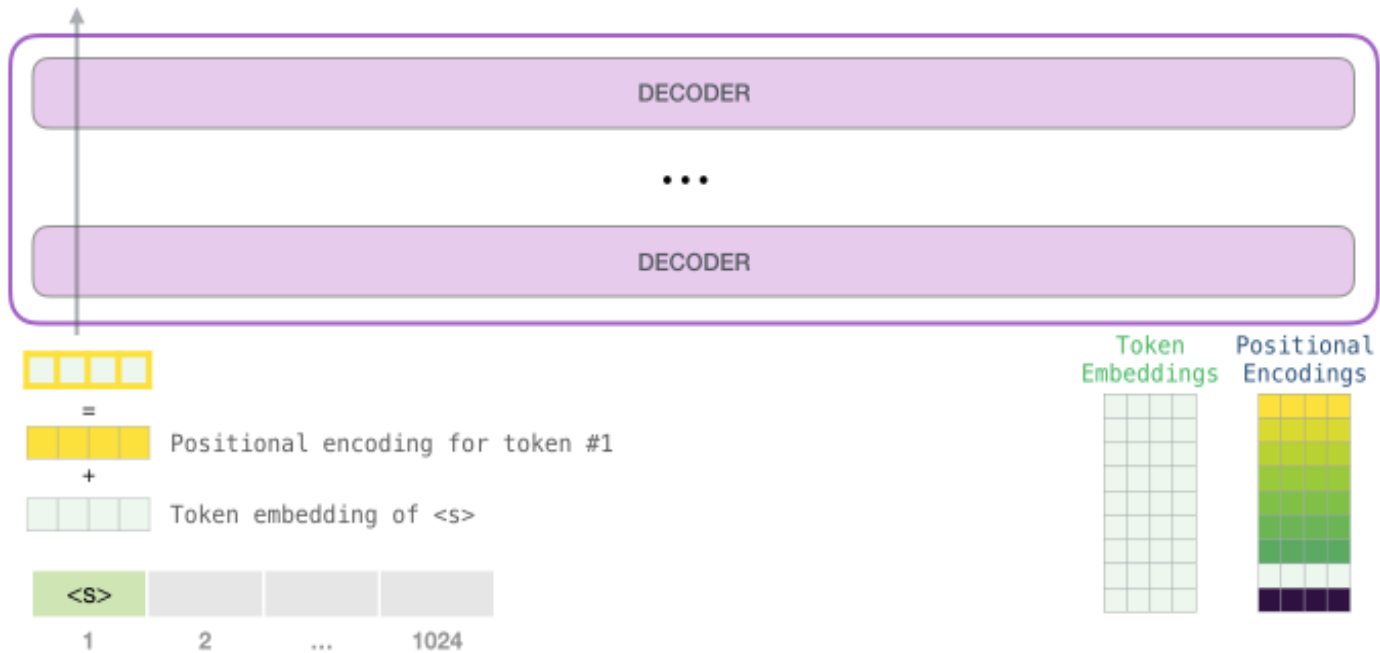 DECODER
...
DECODER
Token Embeddings
Positional Encodings
=
Positional encoding for token #1
+
Token embedding of <s>
<s>
1 2 ... 1024